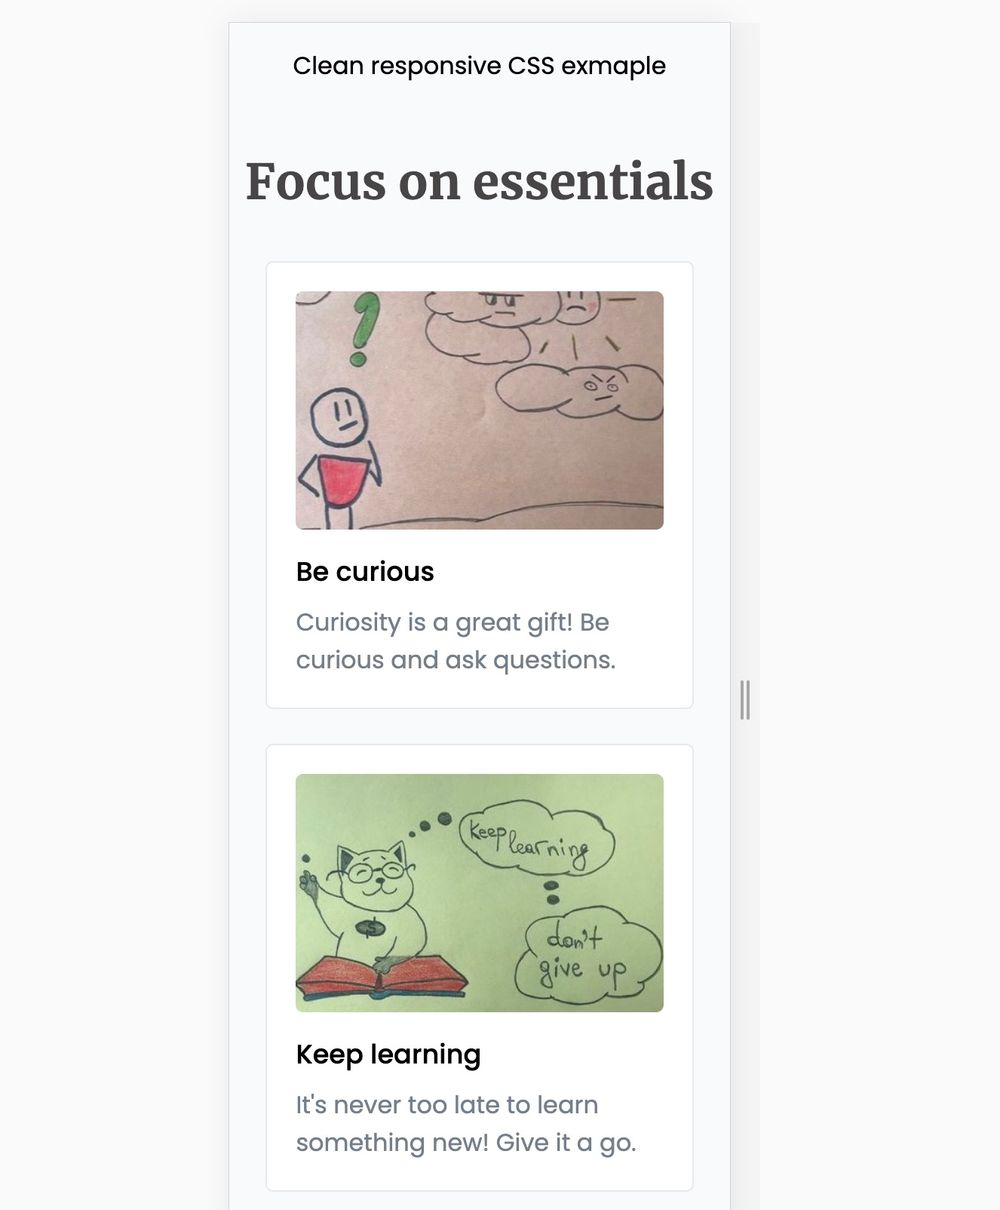 Clean responsive CSS exmaple
Focus on essentials
?
Be curious
Curiosity is a great gift! Be
curious and ask questions.
Keep learning
don't
give up
$
Keep learning
It's never too late to learn
something new! Give it a go.